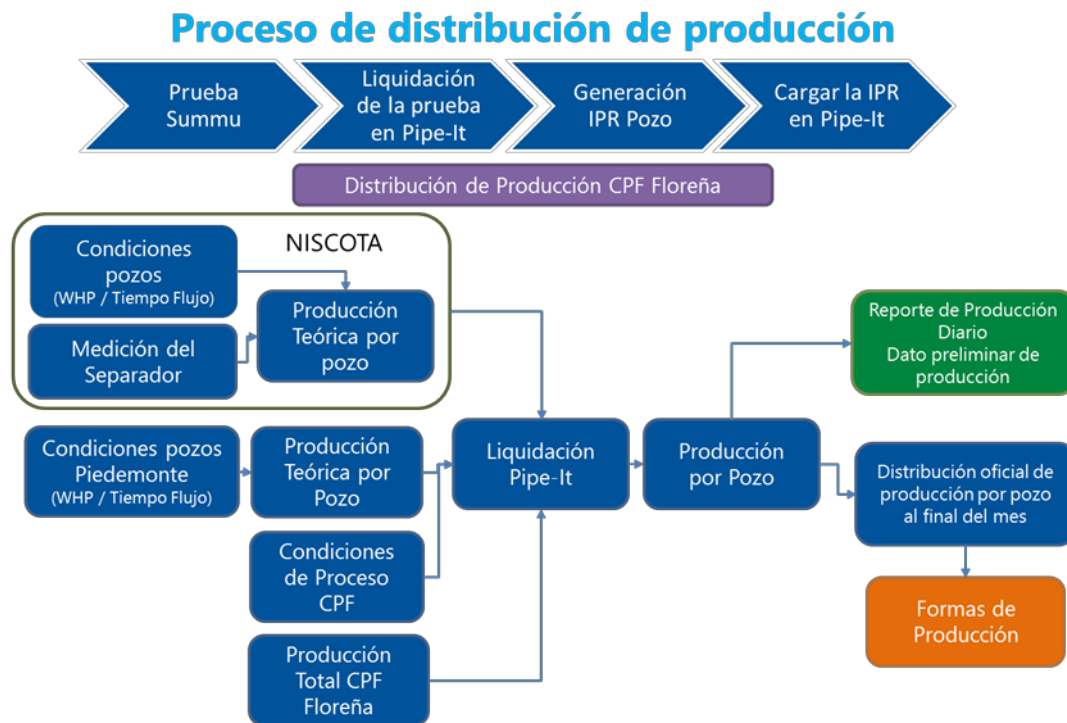 Proceso de distribución de producción
Prueba
Summu
Liquidación
de la prueba
en Pipe-It
Generación
IPR Pozo
Cargar la IPR
en Pipe-It
Distribución de Producción CPF Floreña
NISCOTA
Condiciones
pozos
(WHP / Tiempo Flujo)
Producción
Teórica por
pozo
Medición del
Separador
Reporte de Producción
Diario
Dato preliminar de
producción
Condiciones pozos
Piedemonte
(WHP / Tiempo Flujo)
Producción
Teórica por
Pozo
Liquidación
Pipe-It
Producción
por Pozo
Distribución oficial de
producción por pozo
al final del mes
Condiciones
de Proceso
CPF
Formas de
Producción
Producción
Total CPF
Floreña